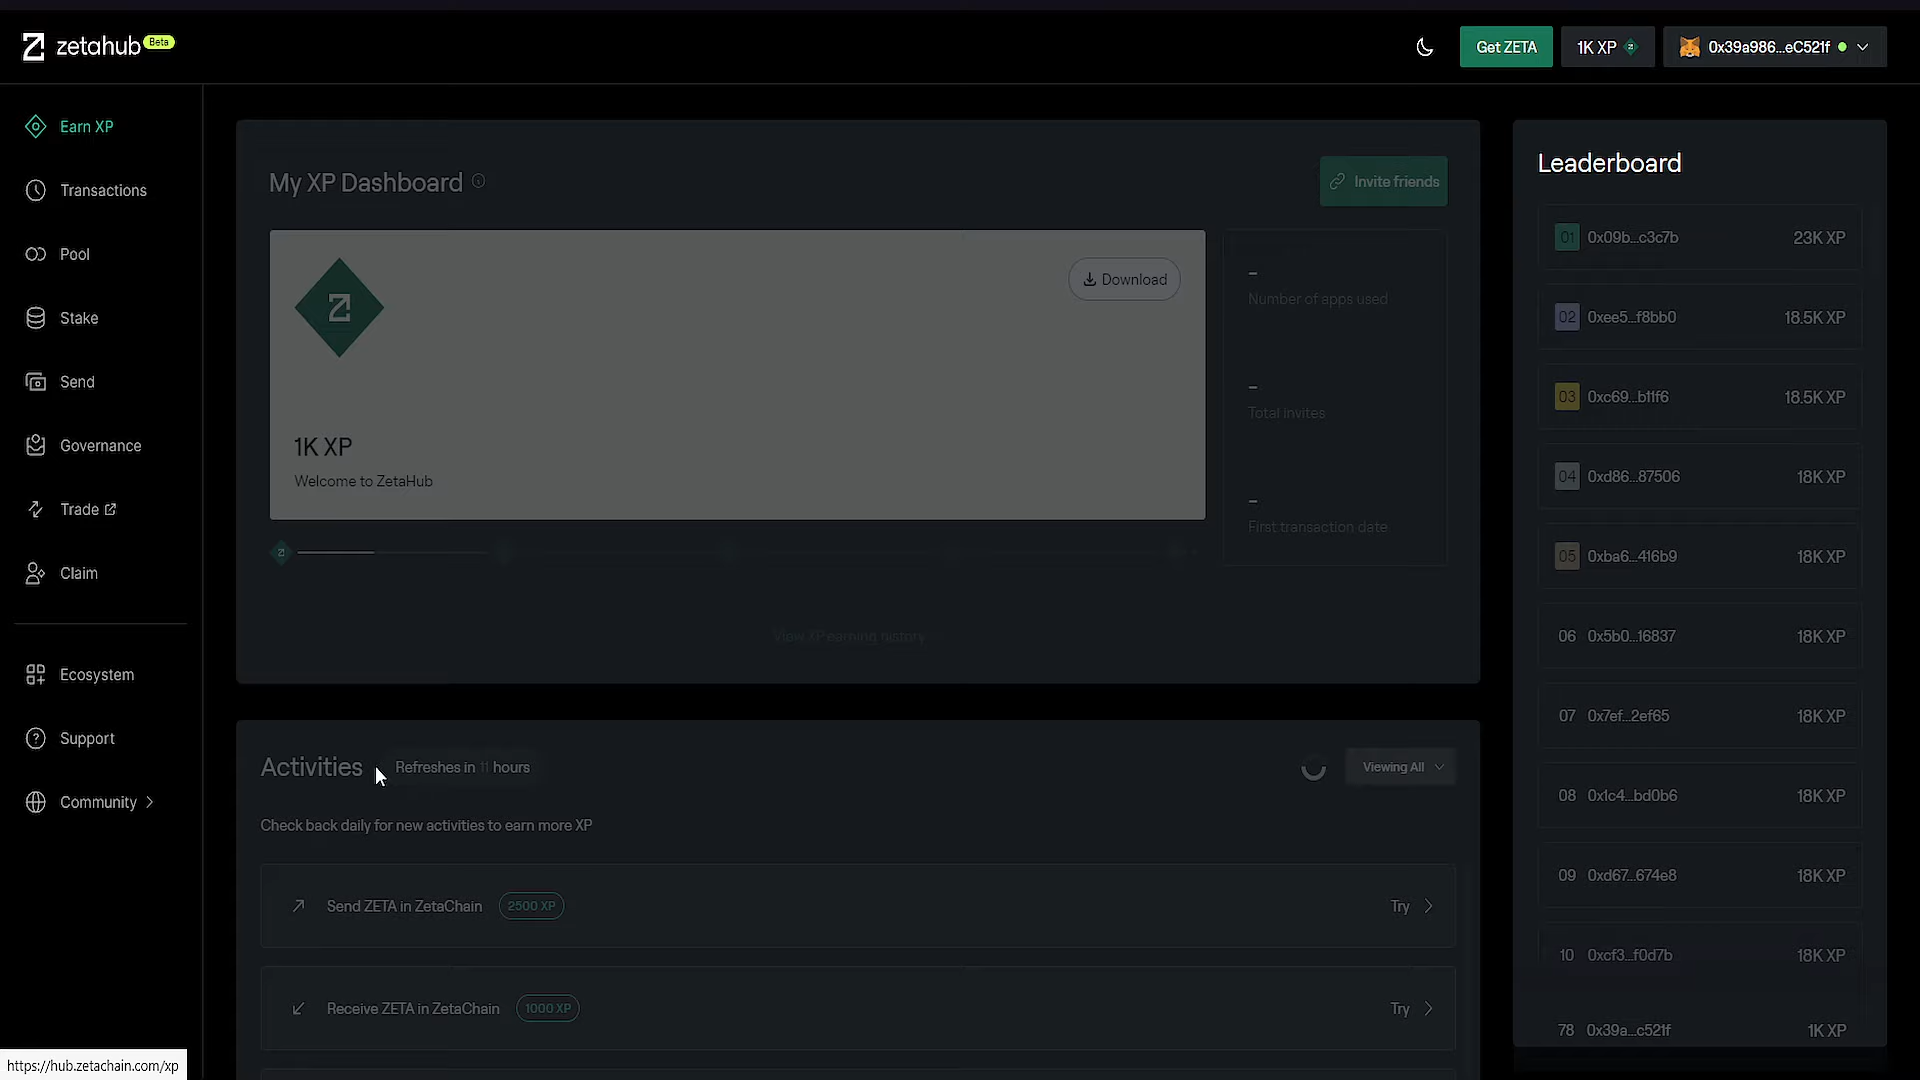 zetahub Beta
Get ZETA
1K XP
0x39a986...eC521f
Earn XP
Transactions
Pool
Stake
Send
Governance
Trade
Claim
Ecosystem
Support
Community
My XP Dashboard
Invite friends
Download
1K XP
Welcome to ZetaHub
–
Number of apps used
–
Total invites
–
First transaction date
View XP earning history
Activities
Refreshes in 11 hours
Viewing All
Check back daily for new activities to earn more XP
Send ZETA in ZetaChain 2500 XP Try
Receive ZETA in ZetaChain 1000 XP Try
Leaderboard
01 0x09b...c3c7b 23K XP
02 0xee5...f8bb0 18.5K XP
03 0xc69...b11f6 18.5K XP
04 0xd86...87506 18K XP
05 0xba6...416b9 18K XP
06 0x5b0...16837 18K XP
07 0x7ef...2ef65 18K XP
08 0x1c4...bd0b6 18K XP
09 0xd67...674e8 18K XP
10 0xcf3...f0d7b 18K XP
78 0x39a...c521f 1K XP
https://hub.zetachain.com/xp